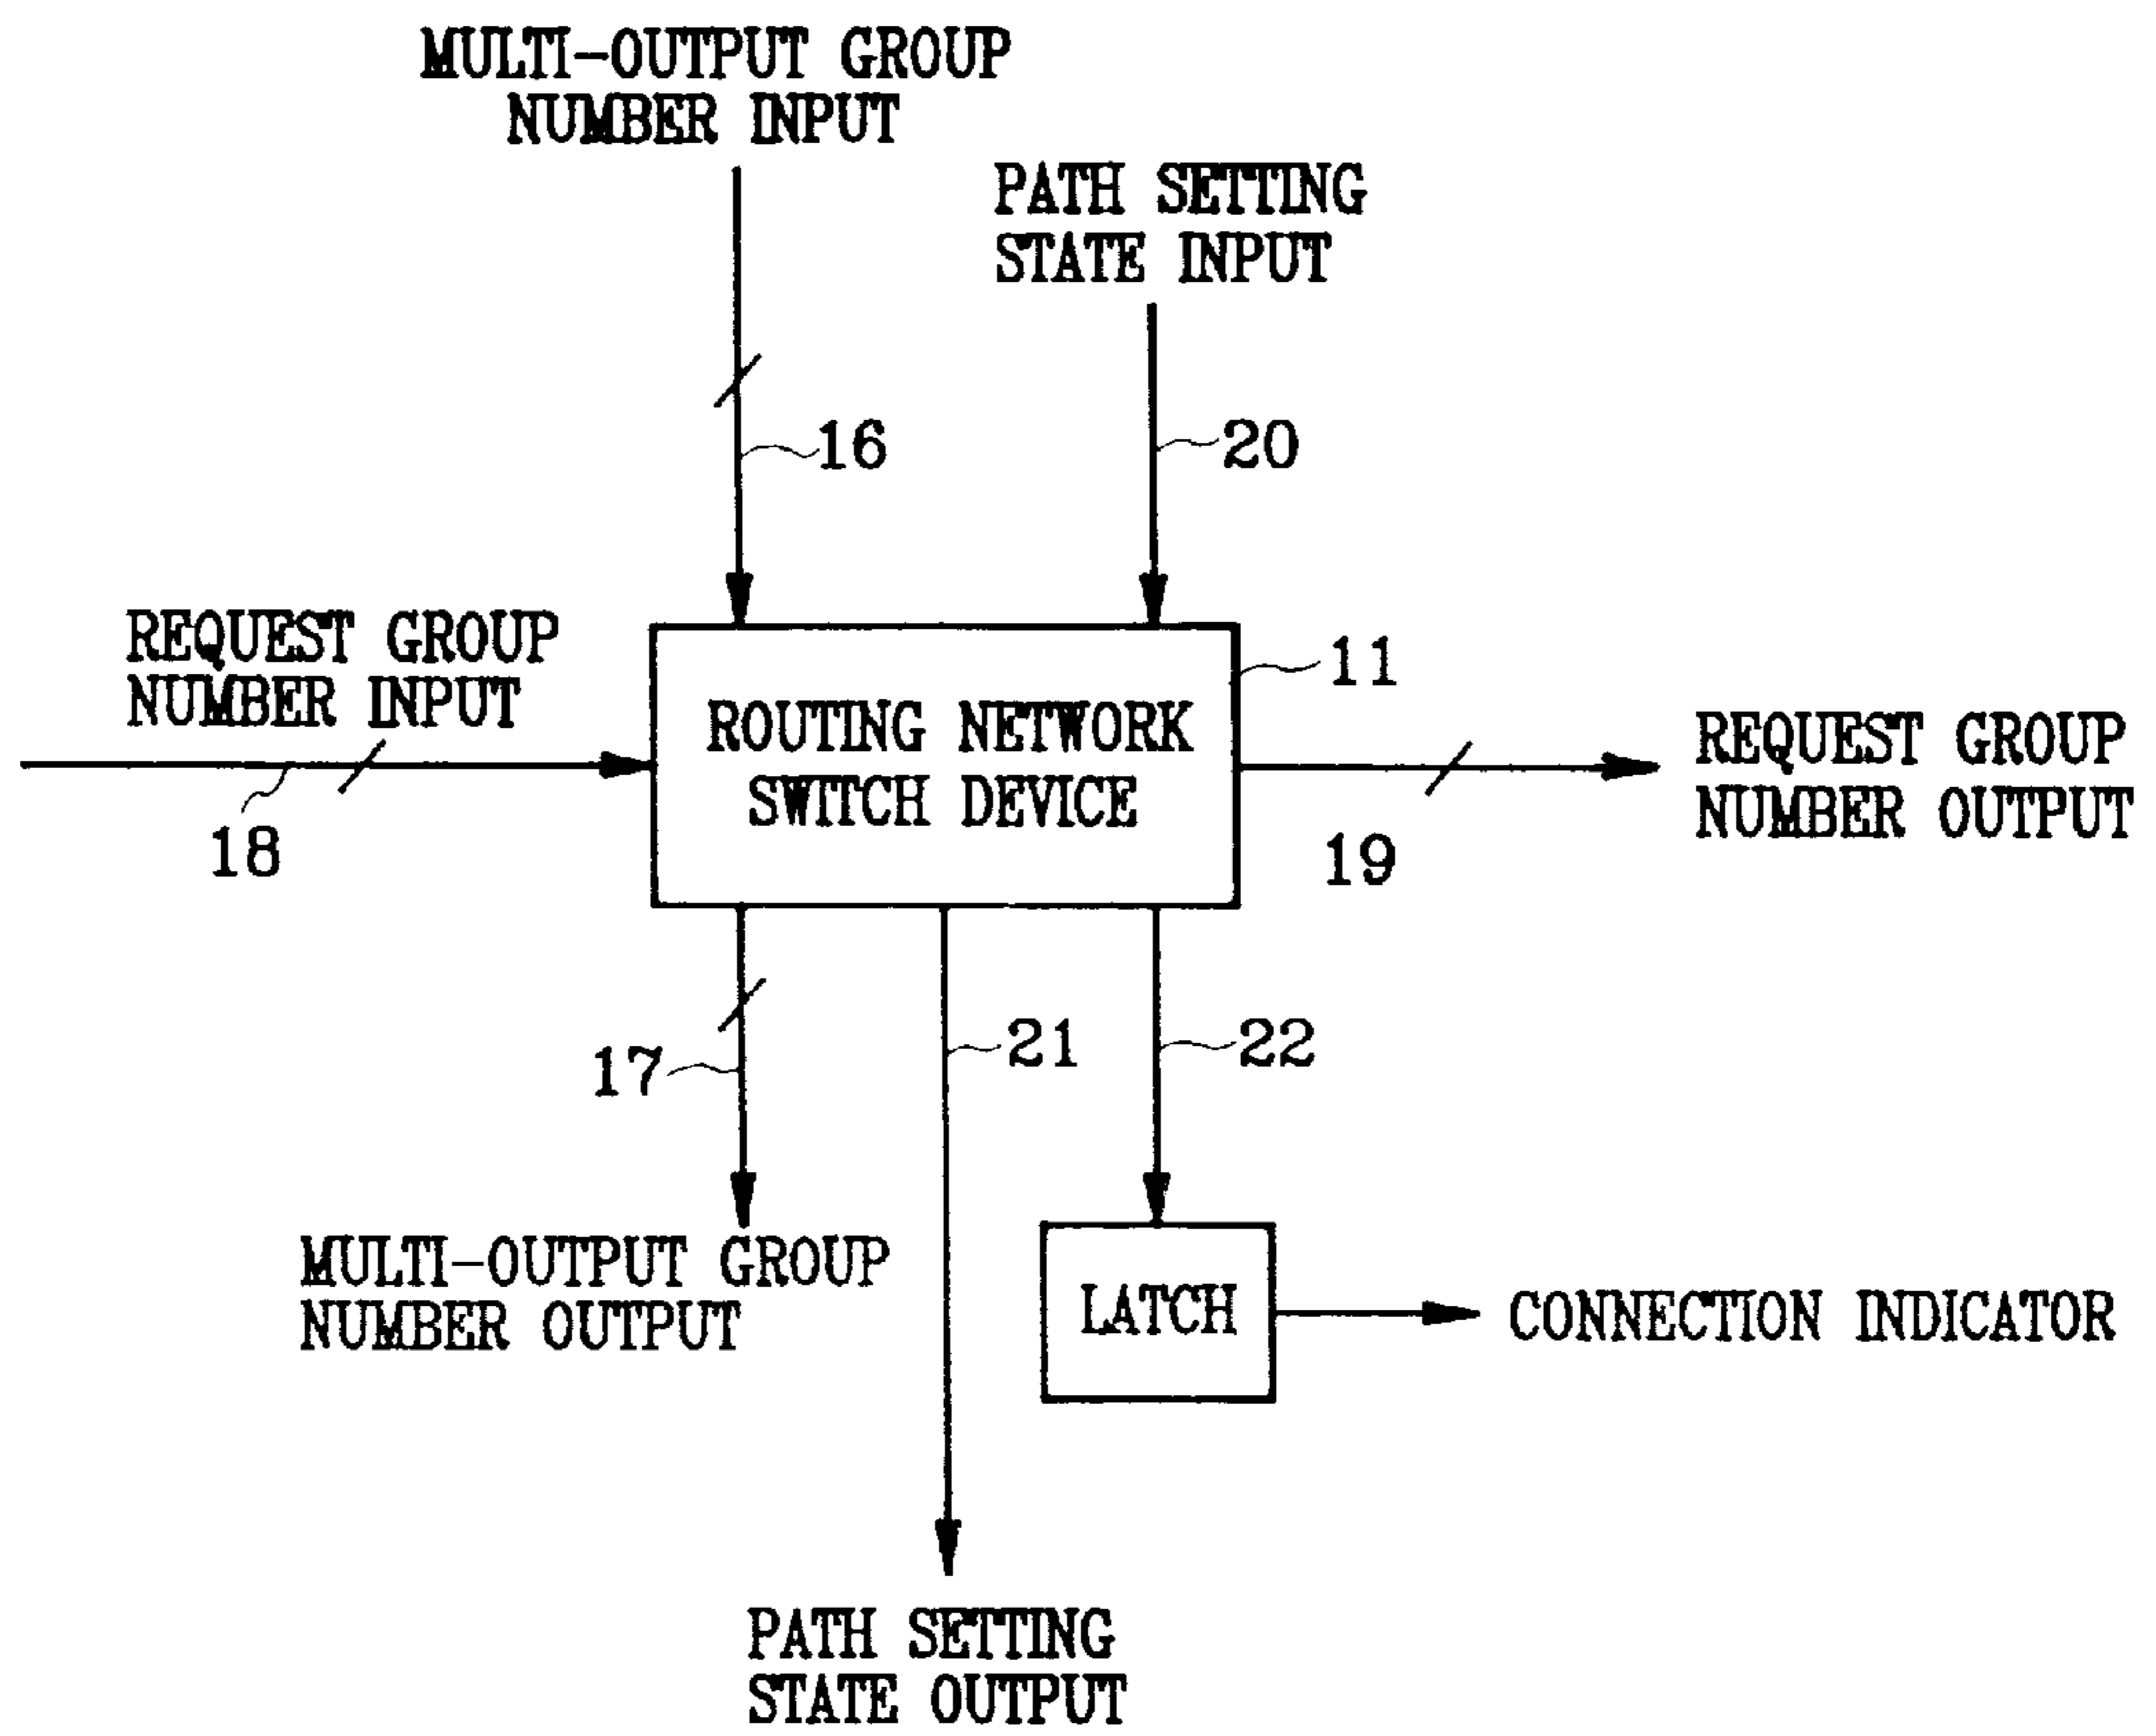 MULTI-OUTPUT GROUP
NUMBER INPUT
PATH SETTING
STATE INPUT
16
20
REQUEST GROUP
NUMBER INPUT
18
11
ROUTING NETWORK
SWITCH DEVICE
REQUEST GROUP
NUMBER OUTPUT
19
17
21
22
MULTI-OUTPUT GROUP
NUMBER OUTPUT
LATCH
CONNECTION INDICATOR
PATH SETTING
STATE OUTPUT